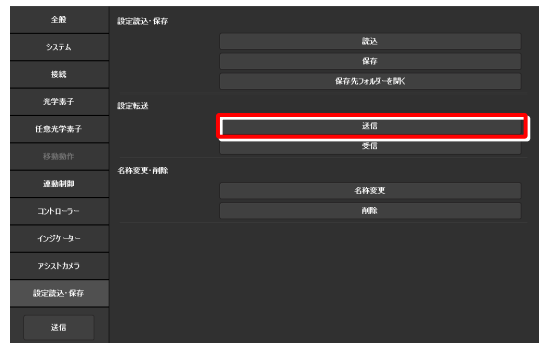 全般
システム
接続
光学素子
任意光学素子
移動動作
連動制御
コントローラー
インジケーター
アシストカメラ
設定読込・保存
送信
設定読込・保存
読込
保存
保存先フォルダーを開く
設定転送
送信
受信
名称変更・削除
名称変更
削除